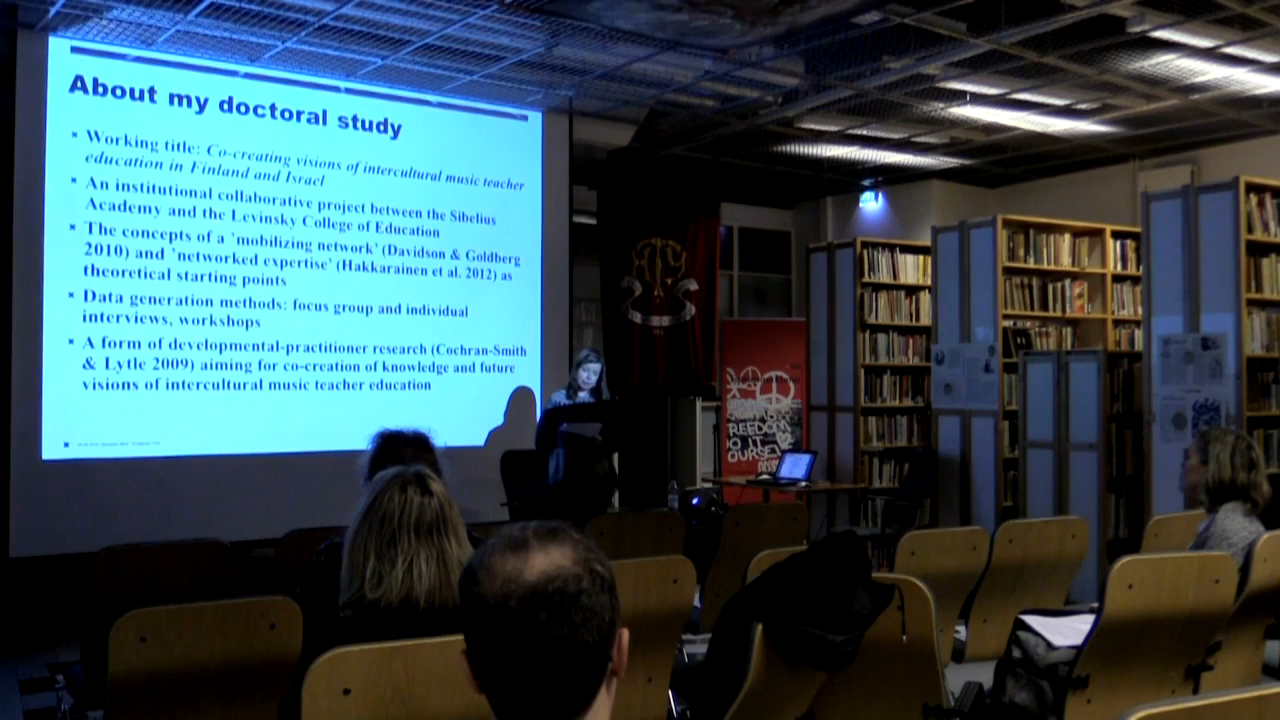 About my doctoral study
Working title: Co-creating visions of intercultural music teacher
education in Finland and Israel
An institutional collaborative project between the Sibelius
Academy and the Levinsky College of Education
The concepts of a 'mobilizing network' (Davidson & Goldberg
2010) and 'networked expertise' (Hakkarainen et al. 2012) as
theoretical starting points
Data generation methods: focus group and individual
interviews, workshops
A form of developmental-practitioner research (Cochran-Smith
& Lytle 2009) aiming for co-creation of knowledge and future
visions of intercultural music teacher education
REEDOM
O IT
OURSELF